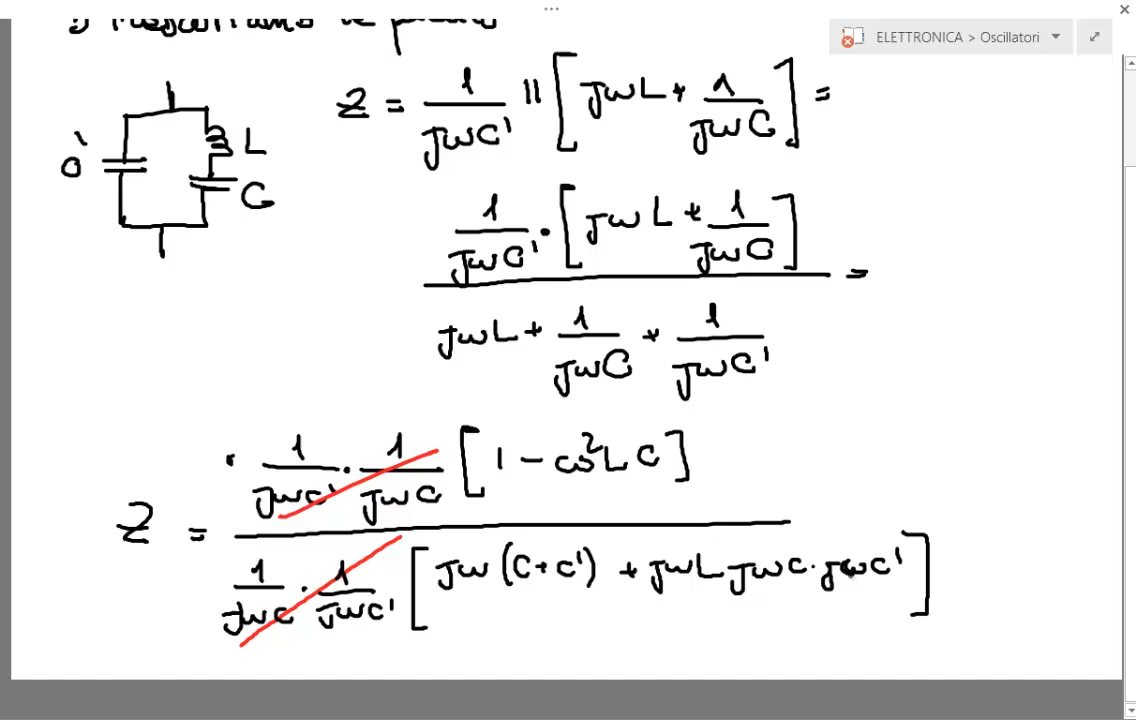 ELETTRONICA > Oscillatori
Z = 1/jωC' || [jωL + 1/jωC] =
C' L
C
1/jωC' · [jωL + 1/jωC]
=
jωL + 1/jωC + 1/jωC'
1/jωC' · 1/jωC [1 - ω²LC]
Z =
1/jωC · 1/jωC' [jω(C+C') + jωL jωC · jωC']